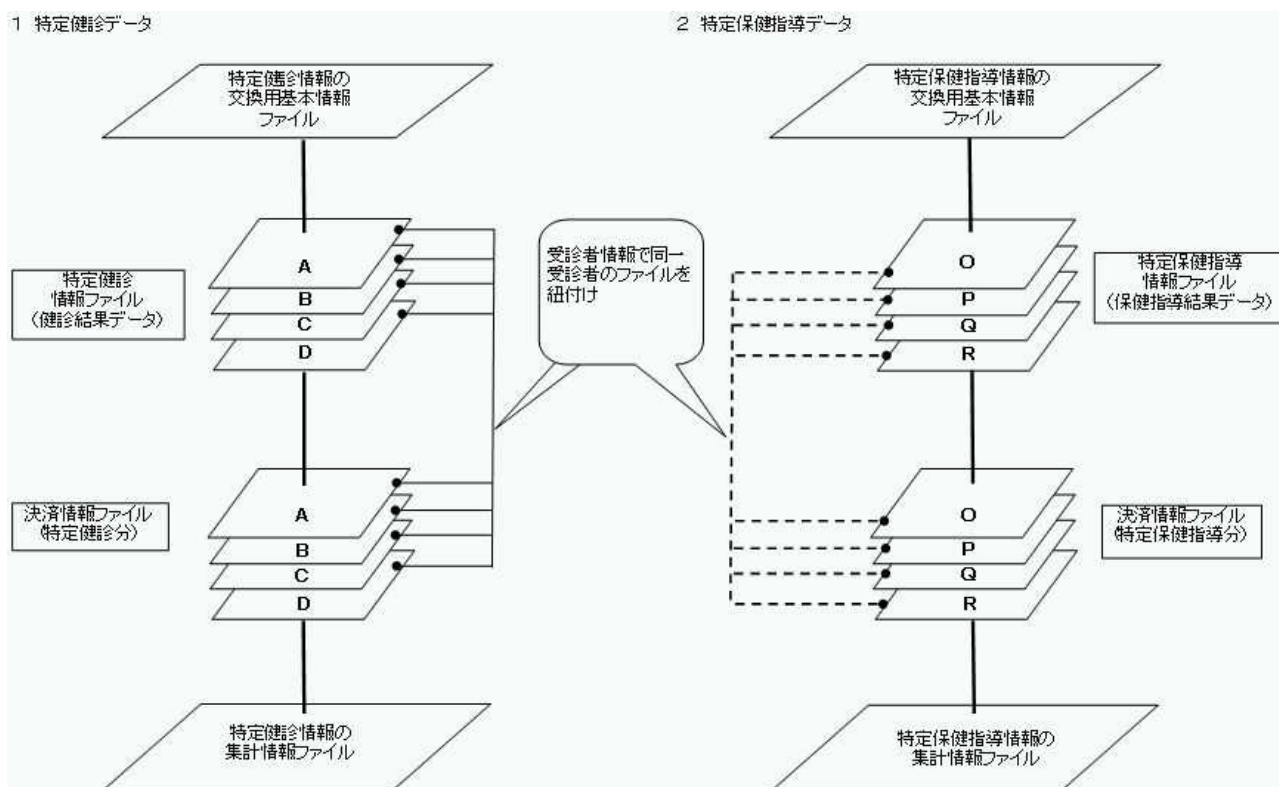 1 特定健診データ
特定健診情報の
交換用基本情報
ファイル
A
B
C
D
特定健診
情報ファイル
(健診結果データ)
A
B
C
D
決済情報ファイル
(特定健診分)
特定健診情報の
集計情報ファイル
受診者情報で同一
受診者のファイルを
紐付け
2 特定保健指導データ
特定保健指導情報の
交換用基本情報
ファイル
O
P
Q
R
特定保健指導
情報ファイル
(保健指導結果データ)
O
P
Q
R
決済情報ファイル
(特定保健指導分)
特定保健指導情報の
集計情報ファイル